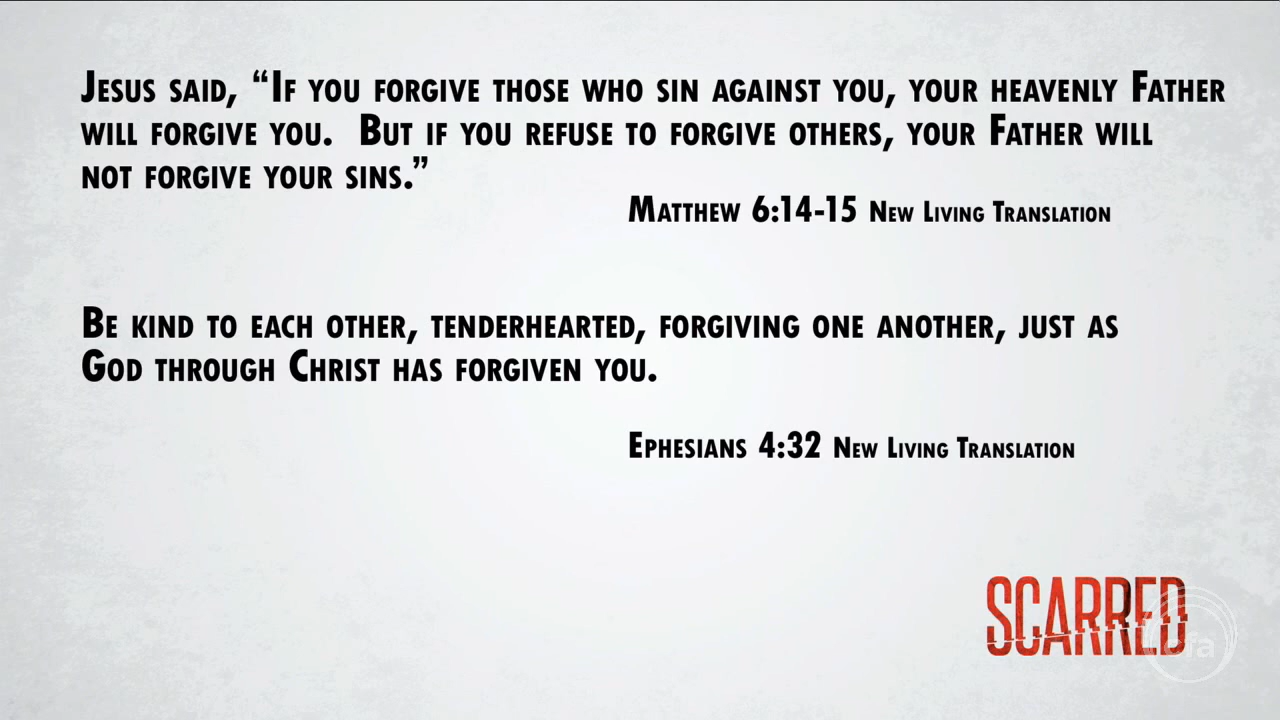 Jesus said, “If you forgive those who sin against you, your heavenly Father
will forgive you.  But if you refuse to forgive others, your Father will
not forgive your sins.”
Matthew 6:14-15 New Living Translation
Be kind to each other, tenderhearted, forgiving one another, just as
God through Christ has forgiven you.
Ephesians 4:32 New Living Translation
SCARRED
cfa